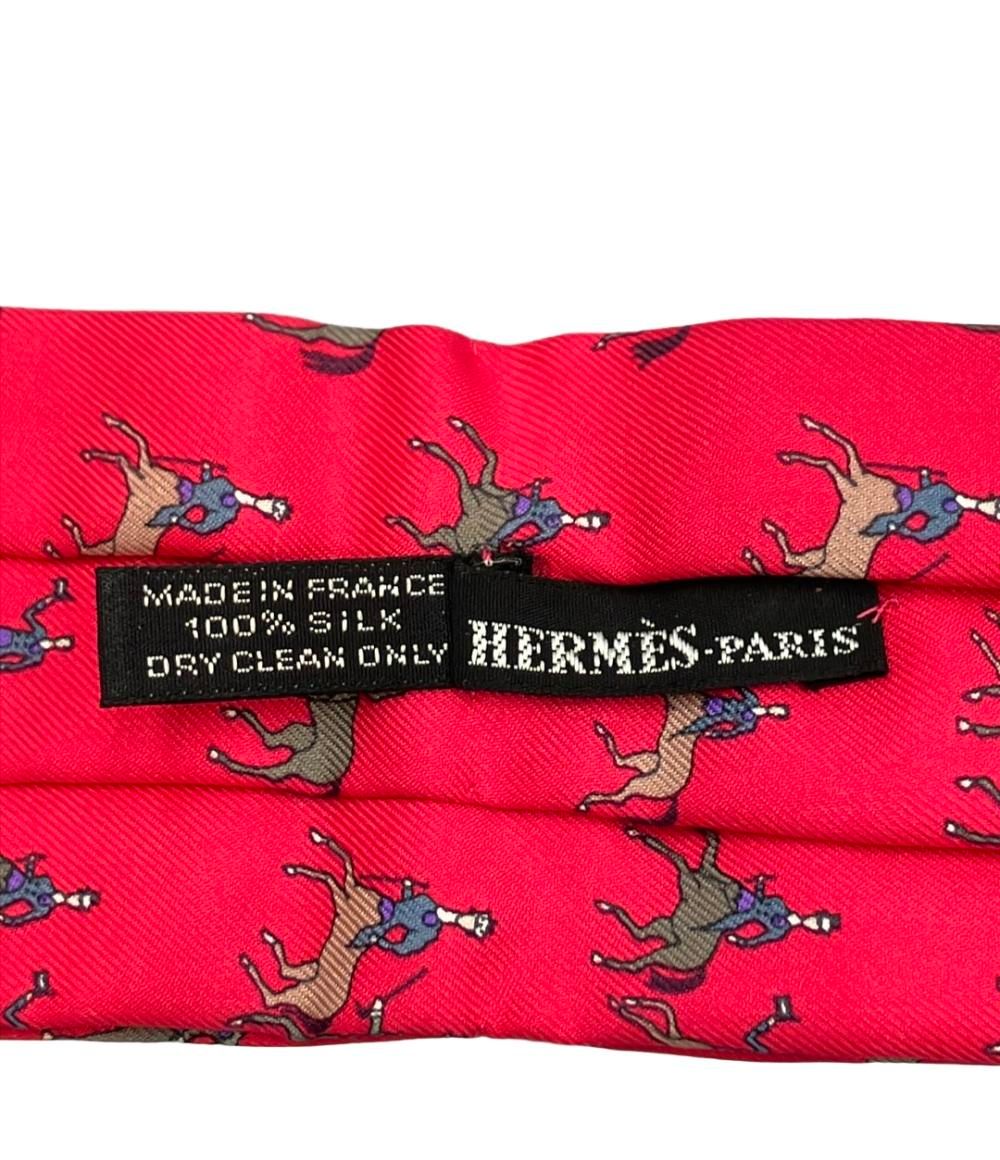 MADE IN FRANCE
100% SILK
DRY CLEAN ONLY
HERMÈS-PARIS